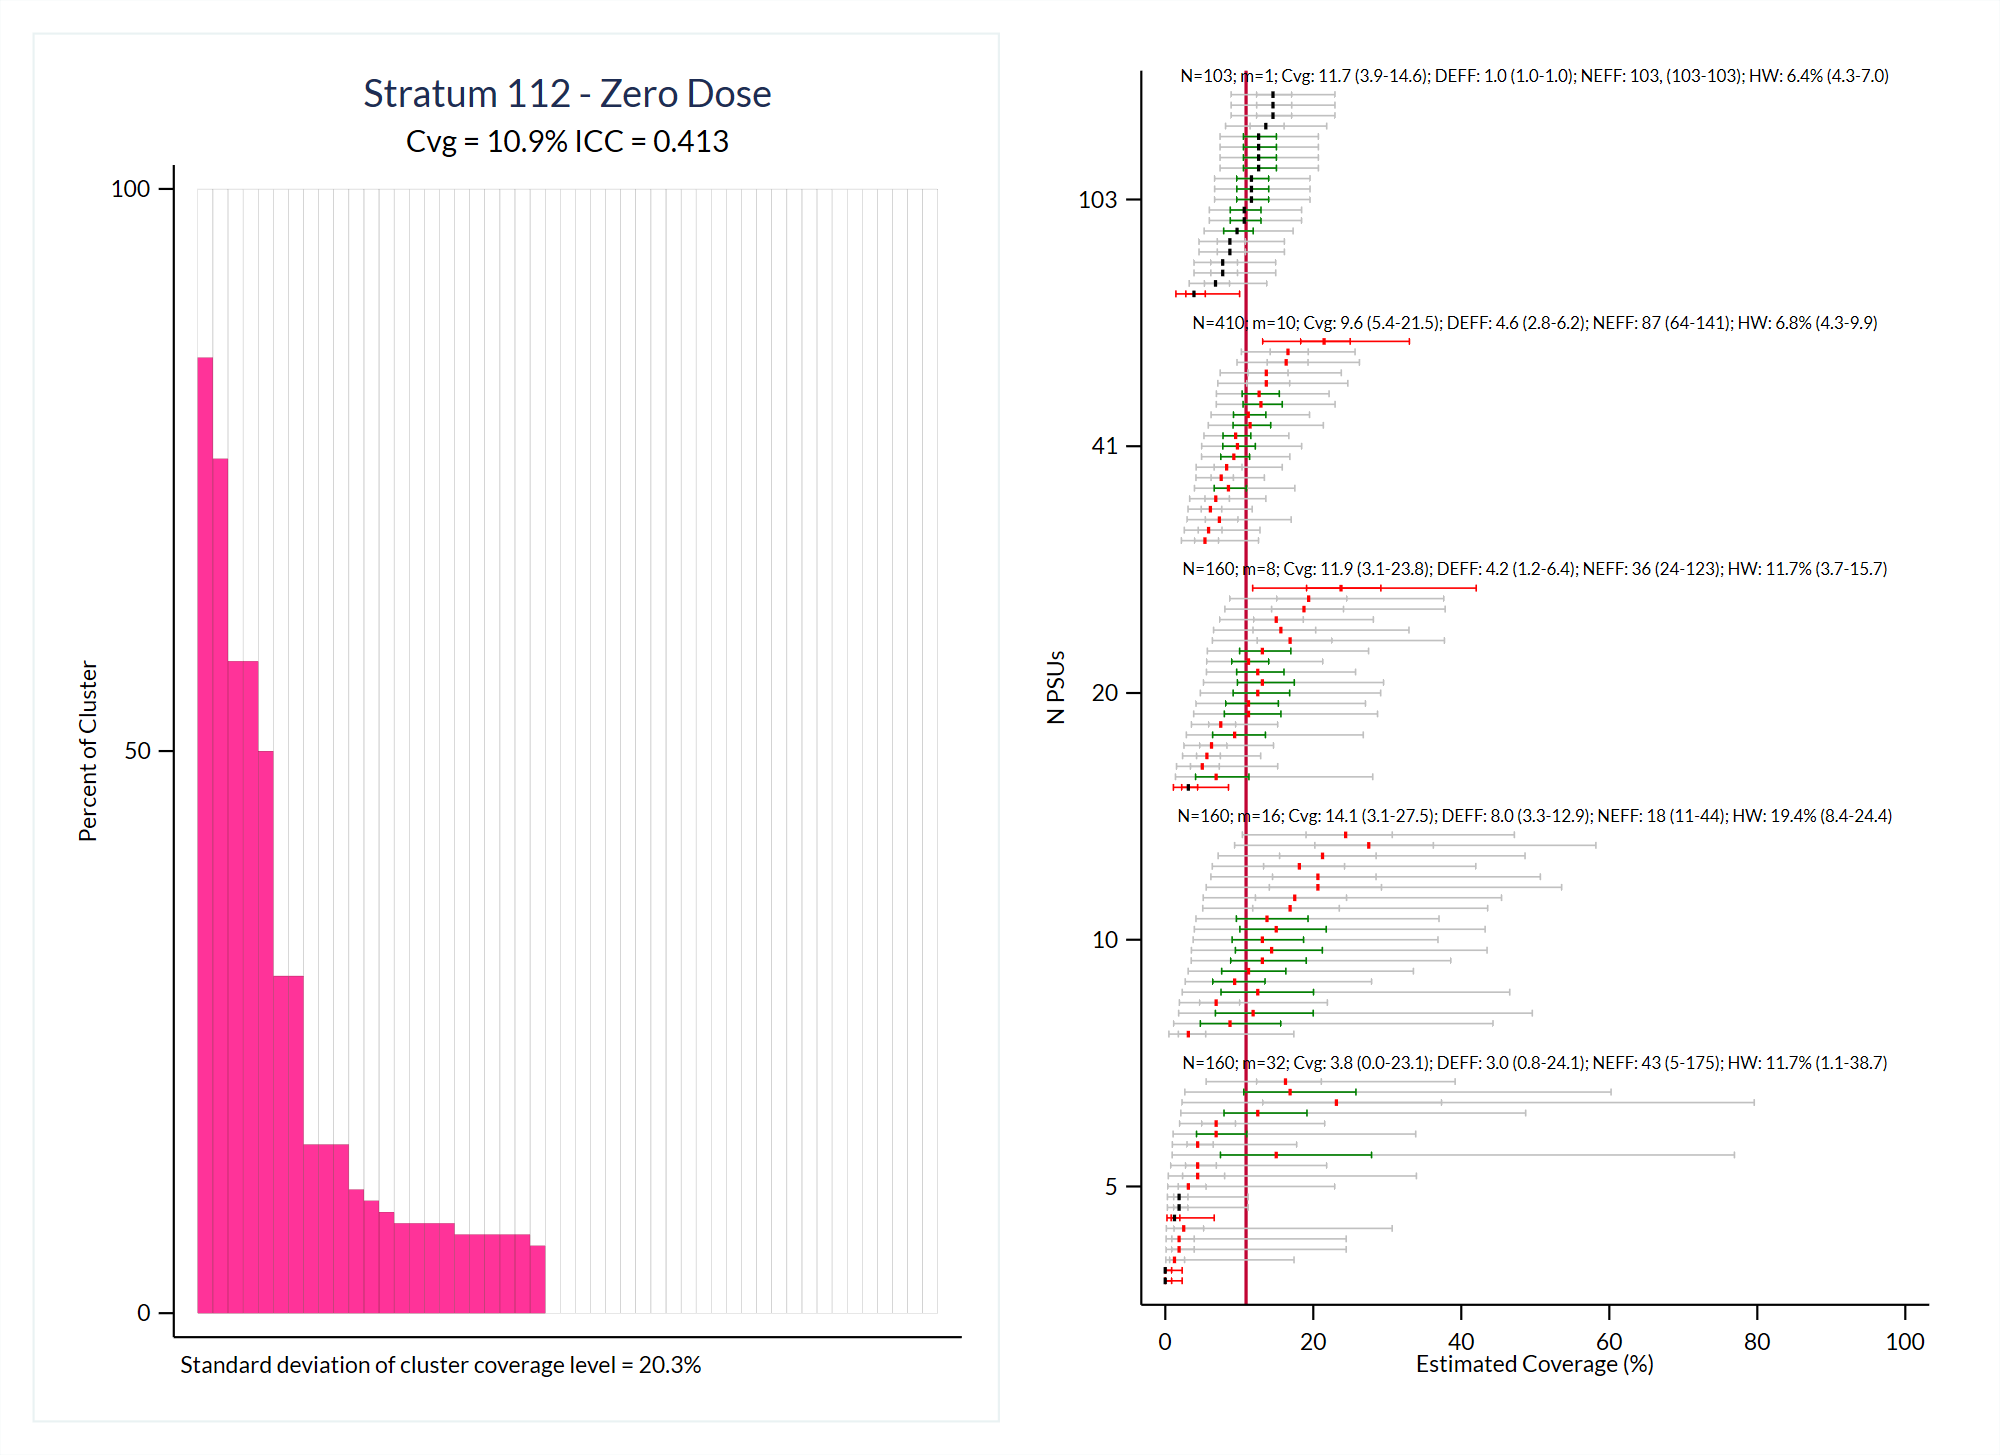 Stratum 112 - Zero Dose
Cvg = 10.9% ICC = 0.413
100
50
0
Percent of Cluster
Standard deviation of cluster coverage level = 20.3%
N=103; m=1; Cvg: 11.7 (3.9-14.6); DEFF: 1.0 (1.0-1.0); NEFF: 103, (103-103); HW: 6.4% (4.3-7.0)
103
N=410; m=10; Cvg: 9.6 (5.4-21.5); DEFF: 4.6 (2.8-6.2); NEFF: 87 (64-141); HW: 6.8% (4.3-9.9)
41
N=160; m=8; Cvg: 11.9 (3.1-23.8); DEFF: 4.2 (1.2-6.4); NEFF: 36 (24-123); HW: 11.7% (3.7-15.7)
20
N=160; m=16; Cvg: 14.1 (3.1-27.5); DEFF: 8.0 (3.3-12.9); NEFF: 18 (11-44); HW: 19.4% (8.4-24.4)
10
N=160; m=32; Cvg: 3.8 (0.0-23.1); DEFF: 3.0 (0.8-24.1); NEFF: 43 (5-175); HW: 11.7% (1.1-38.7)
5
N PSUs
0 20 40 60 80 100
Estimated Coverage (%)